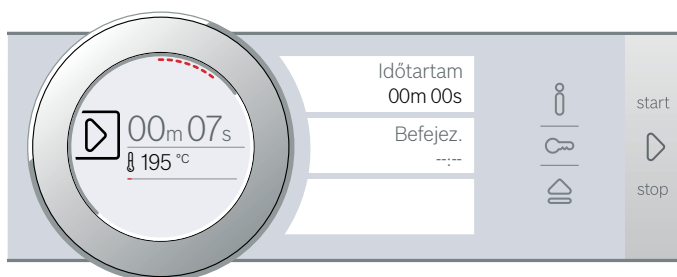 00m 07s
195 °C
Időtartam
00m 00s
Befejez.
--:--
start
stop